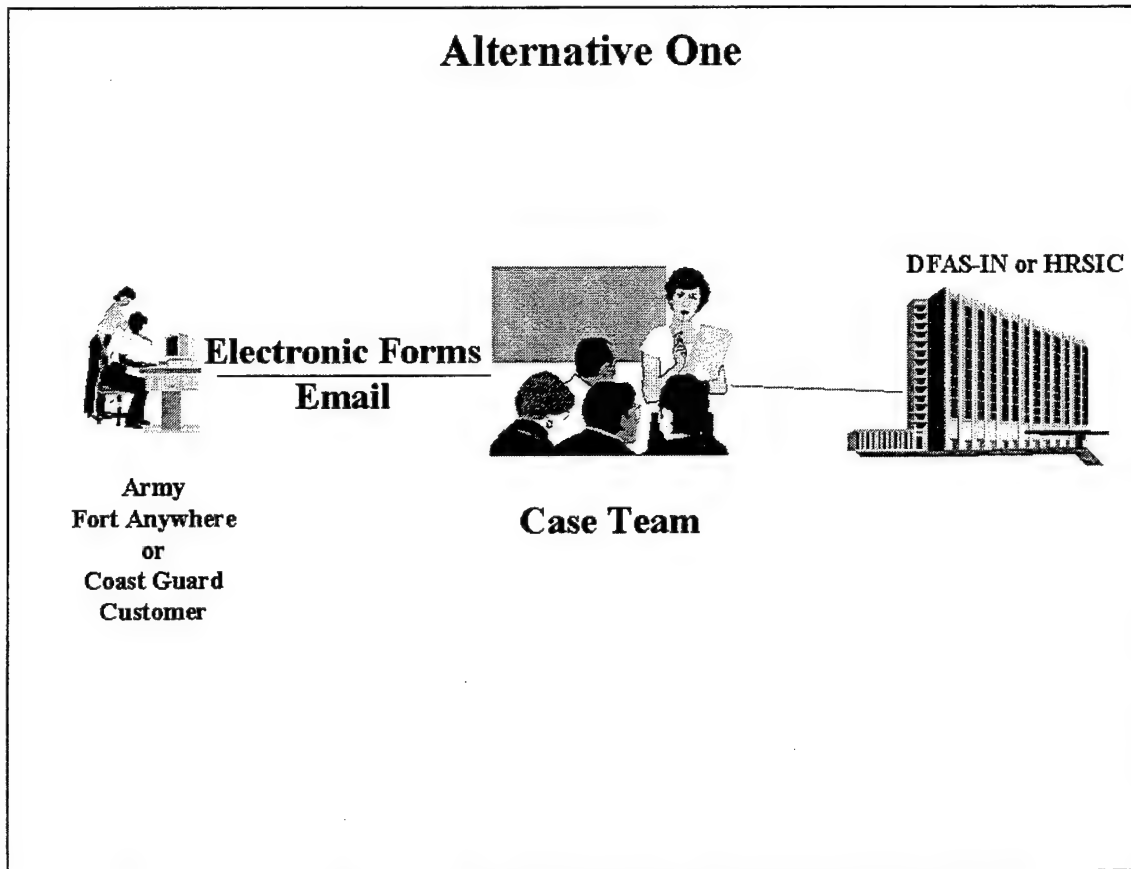 Alternative One
DFAS-IN or HRSIC
Electronic Forms
Email
Army
Fort Anywhere
or
Coast Guard
Customer
Case Team